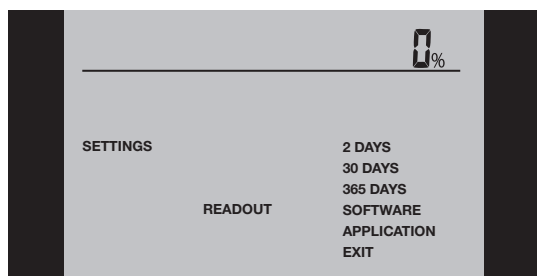 0%
SETTINGS 2 DAYS
30 DAYS
365 DAYS
READOUT SOFTWARE
APPLICATION
EXIT